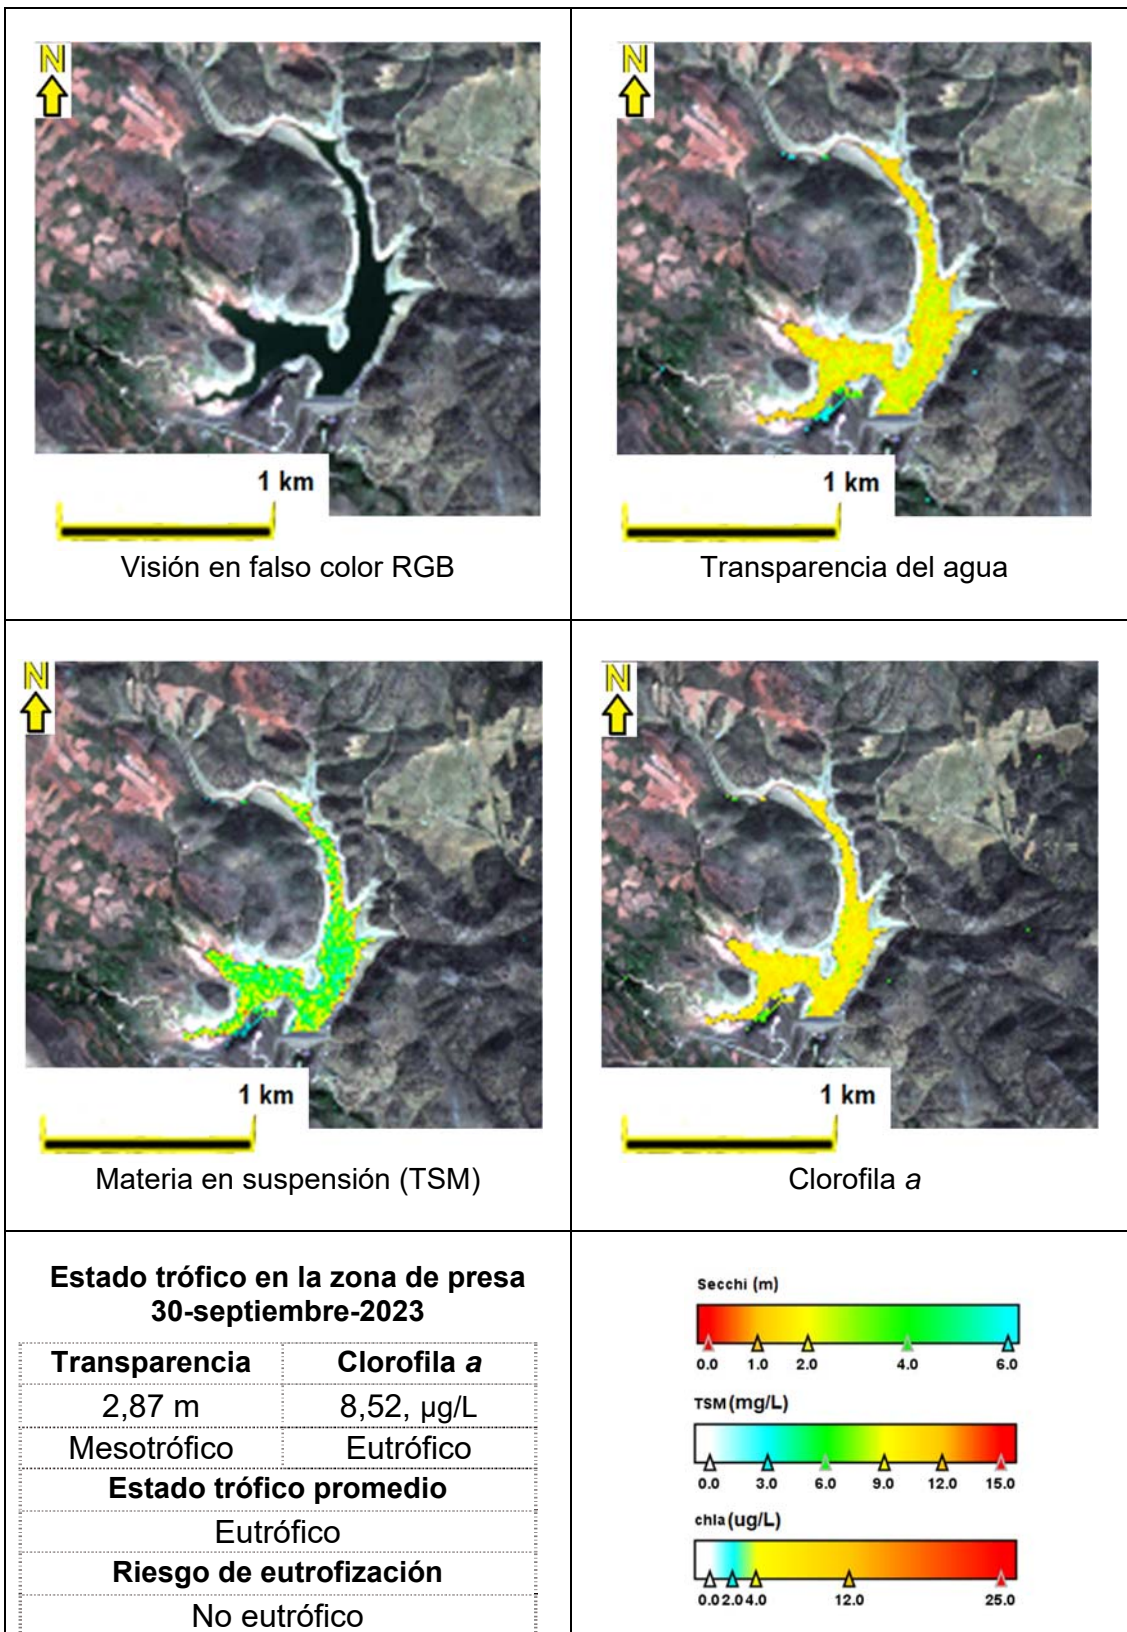 N
1 km
Visión en falso color RGB
N
1 km
Transparencia del agua
N
1 km
Materia en suspensión (TSM)
N
1 km
Clorofila a
Estado trófico en la zona de presa
30-septiembre-2023
Transparencia Clorofila a
2,87 m 8,52, µg/L
Mesotrófico Eutrófico
Estado trófico promedio
Eutrófico
Riesgo de eutrofización
No eutrófico
Secchi (m)
0.0 1.0 2.0 4.0 6.0
TSM (mg/L)
0.0 3.0 6.0 9.0 12.0 15.0
chla (ug/L)
0.0 2.0 4.0 12.0 25.0